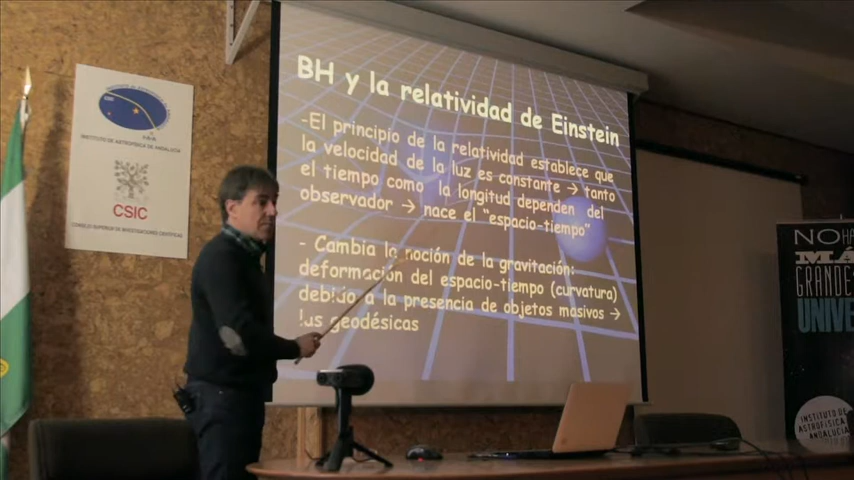 BH y la relatividad de Einstein
-El principio de la relatividad establece que
la velocidad de la luz es constante → tanto
el tiempo como la longitud dependen del
observador → nace el "espacio-tiempo"
- Cambia la noción de la gravitación:
deformación del espacio-tiempo (curvatura)
debido a la presencia de objetos masivos →
las geodésicas
INSTITUTO DE ASTROFÍSICA DE ANDALUCÍA
CSIC
CONSEJO SUPERIOR DE INVESTIGACIONES CIENTÍFICAS
NO HA
MÁ
GRANDE
UNIVE
INSTITUTO DE
ASTROFÍSICA
ANDALUCÍA